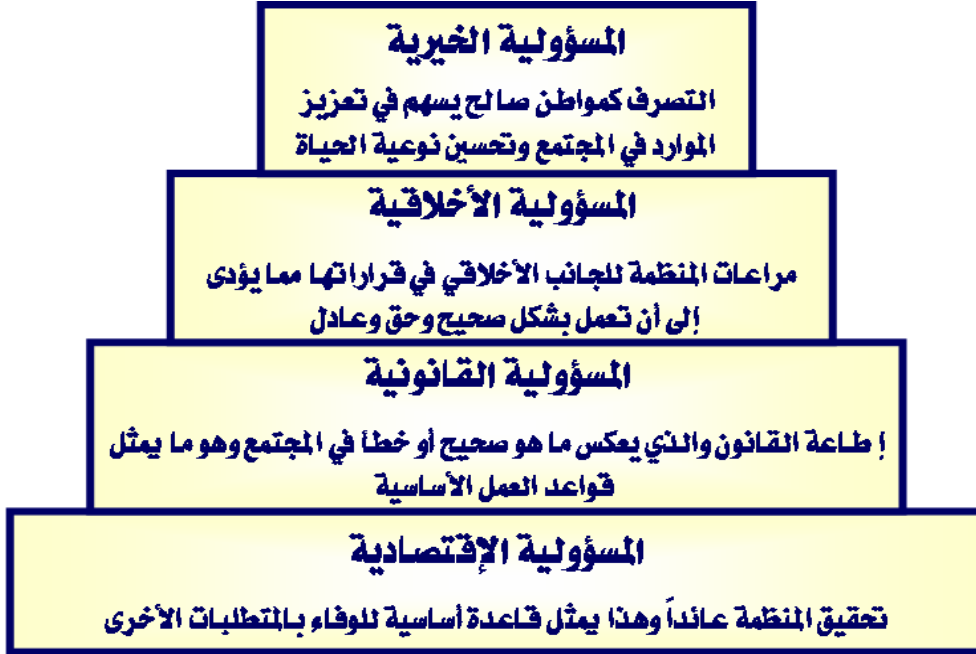 المسؤولية الخيرية
التصرف كمواطن صالح يسهم في تعزيز
الموارد في المجتمع وتحسين نوعية الحياة
المسؤولية الأخلاقية
مراعات المنظمة للجانب الأخلاقي في قراراتها مما يؤدى
إلى أن تعمل بشكل صحيح وحق وعادل
المسؤولية القانونية
إطاعة القانون والذي يعكس ما هو صحيح أو خطأ في المجتمع وهو ما يمثل
قواعد العمل الأساسية
المسؤولية الإقتصادية
تحقيق المنظمة عائداً وهذا يمثل قاعدة أساسية للوفاء بالمتطلبات الأخرى